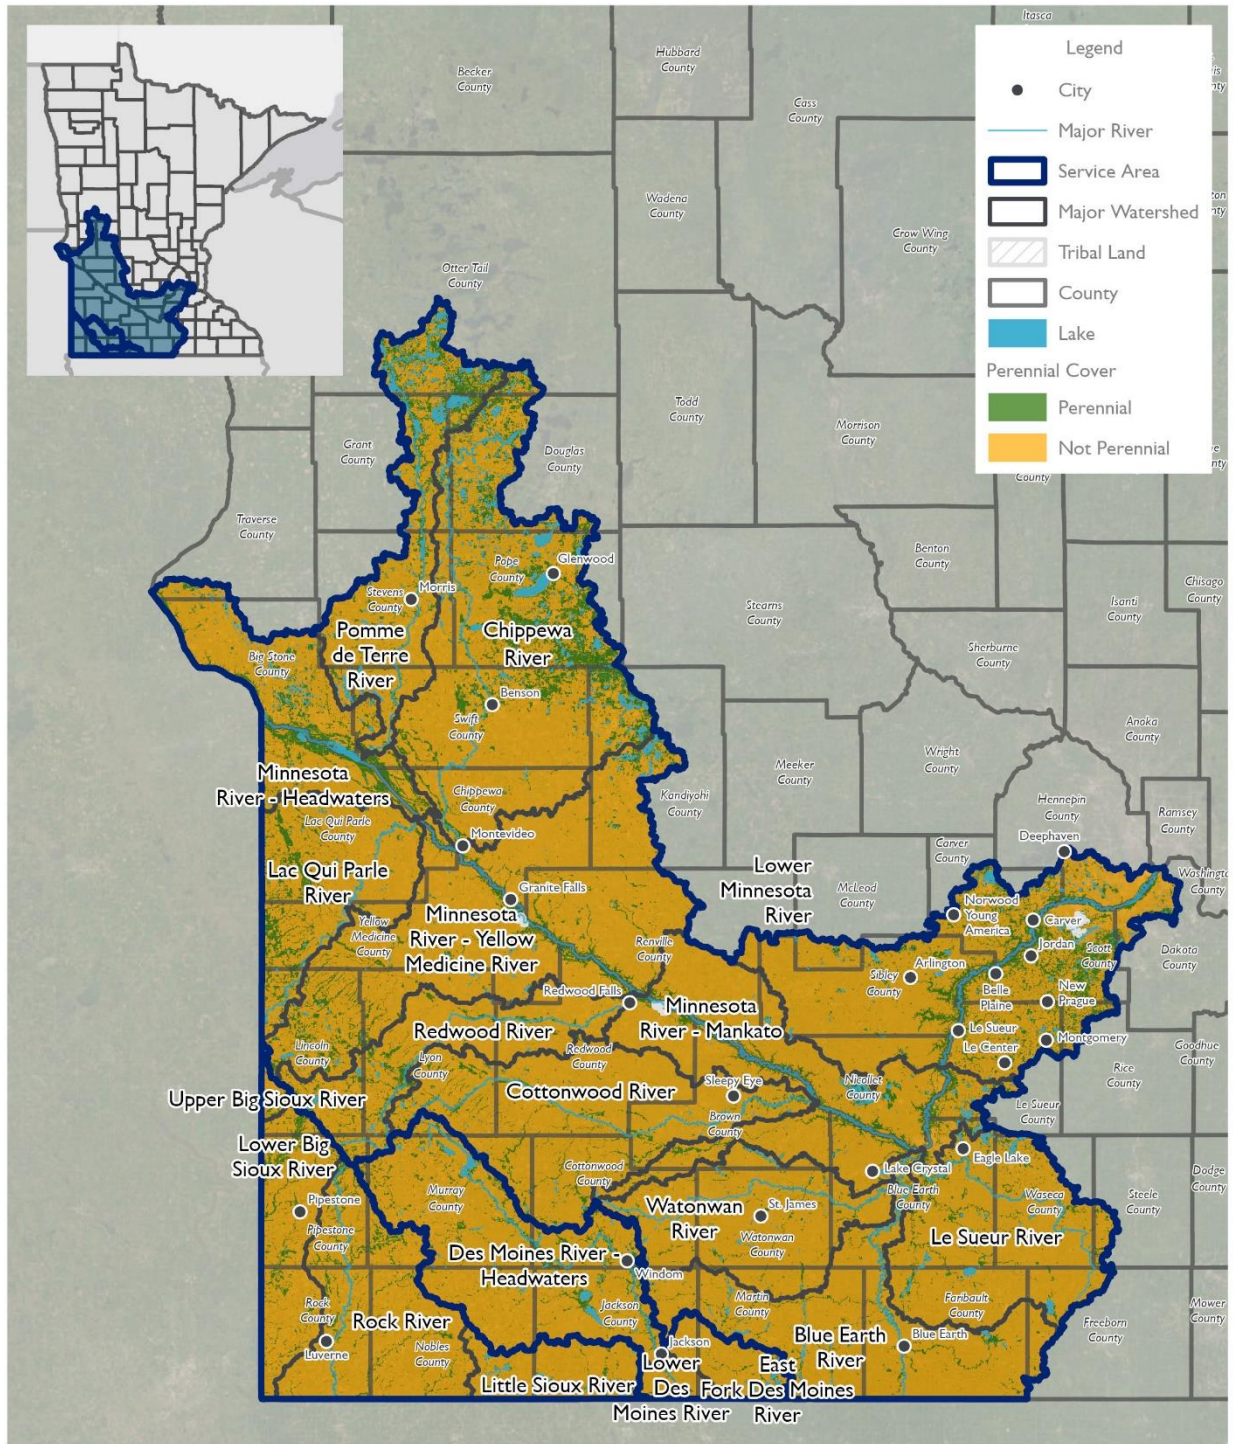 Itasca
Legend
City
Major River
Service Area
Major Watershed
Tribal Land
County
Lake
Perennial Cover
Perennial
Not Perennial
Hubbard
County
Becker
County
Cass
County
Wadena
County
Crow Wing
County
Otter Tail
County
Todd
County
Morrison
County
Grant
County
Douglas
County
County
Traverse
County
Benton
County
Pope
County
Glenwood
Chisago
County
Stevens
County
Morris
Stearns
County
Isanti
County
Pomme
de Terre
River
Chippewa
River
Sherburne
County
Big Stone
County
Benson
Swift
County
Anoka
County
Wright
County
Meeker
County
Minnesota
River - Headwaters
Chippewa
County
Kandiyohi
County
Hennepin
County
Ramsey
County
Lac Qui Parle
County
Montevideo
Deephaven
Carver
County
Washington
County
Lac Qui Parle
River
Lower
Minnesota
River
McLeod
County
Granite Falls
Norwood
Young
America
Carver
Minnesota
River - Yellow
Medicine River
Yellow
Medicine
County
Renville
County
Jordan
Scott
County
Dakota
County
Arlington
Sibley
County
Belle
Plaine
New
Prague
Redwood Falls
Minnesota
River - Mankato
Redwood River
Le Sueur
Le Center
Montgomery
Goodhue
County
Rice
County
Lincoln
County
Lyon
County
Redwood
County
Upper Big Sioux River
Cottonwood River
Sleepy Eye
Nicollet
County
Brown
County
Le Sueur
County
Lower Big
Sioux River
Eagle Lake
Cottonwood
County
Lake Crystal
Dodge
County
Pipestone
Murray
County
Blue Earth
County
Waseca
County
Steele
County
Watonwan
River
St. James
Watonwan
County
Pipestone
County
Le Sueur River
Des Moines River -
Headwaters
Windom
Rock
County
Jackson
County
Martin
County
Faribault
County
Mower
County
Freeborn
County
Rock River
Luverne
Nobles
County
Jackson
Blue Earth
River
Blue Earth
Little Sioux River
Lower
Des
Moines River
East
Fork Des Moines
River